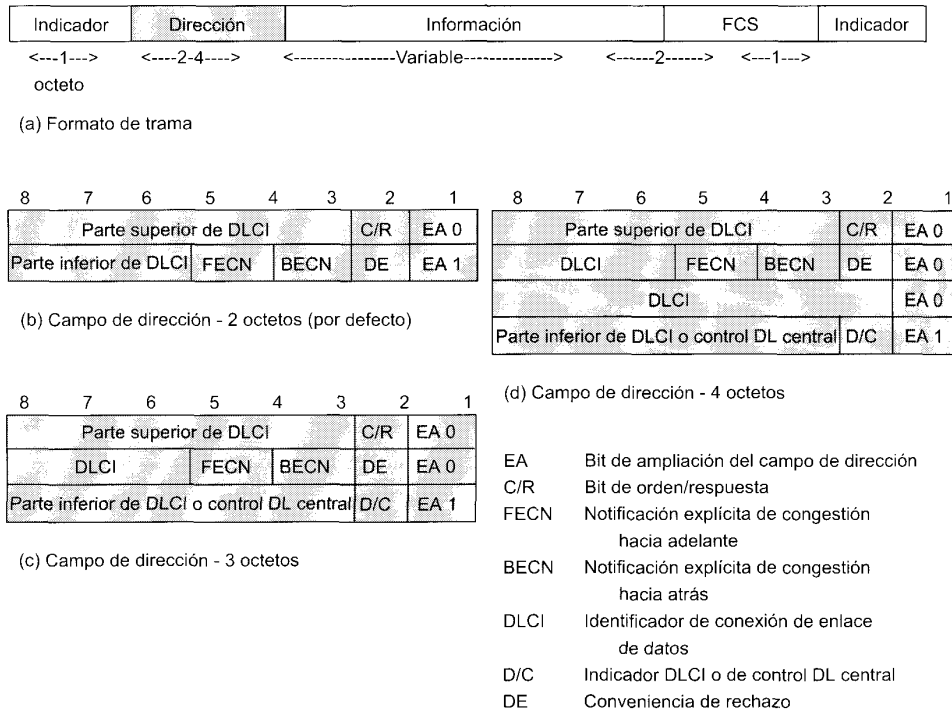 Indicador Dirección Información FCS Indicador
<---1---> <----2-4----> <----------------Variable-------------> <------2------> <---1--->
octeto
(a) Formato de trama
8 7 6 5 4 3 2 1
Parte superior de DLCI C/R EA 0
Parte inferior de DLCI FECN BECN DE EA 1
(b) Campo de dirección - 2 octetos (por defecto)
8 7 6 5 4 3 2 1
Parte superior de DLCI C/R EA 0
DLCI FECN BECN DE EA 0
Parte inferior de DLCI o control DL central D/C EA 1
(c) Campo de dirección - 3 octetos
8 7 6 5 4 3 2 1
Parte superior de DLCI C/R EA 0
DLCI FECN BECN DE EA 0
DLCI EA 0
Parte inferior de DLCI o control DL central D/C EA 1
(d) Campo de dirección - 4 octetos
EA Bit de ampliación del campo de dirección
C/R Bit de orden/respuesta
FECN Notificación explícita de congestión
hacia adelante
BECN Notificación explícita de congestión
hacia atrás
DLCI Identificador de conexión de enlace
de datos
D/C Indicador DLCI o de control DL central
DE Conveniencia de rechazo